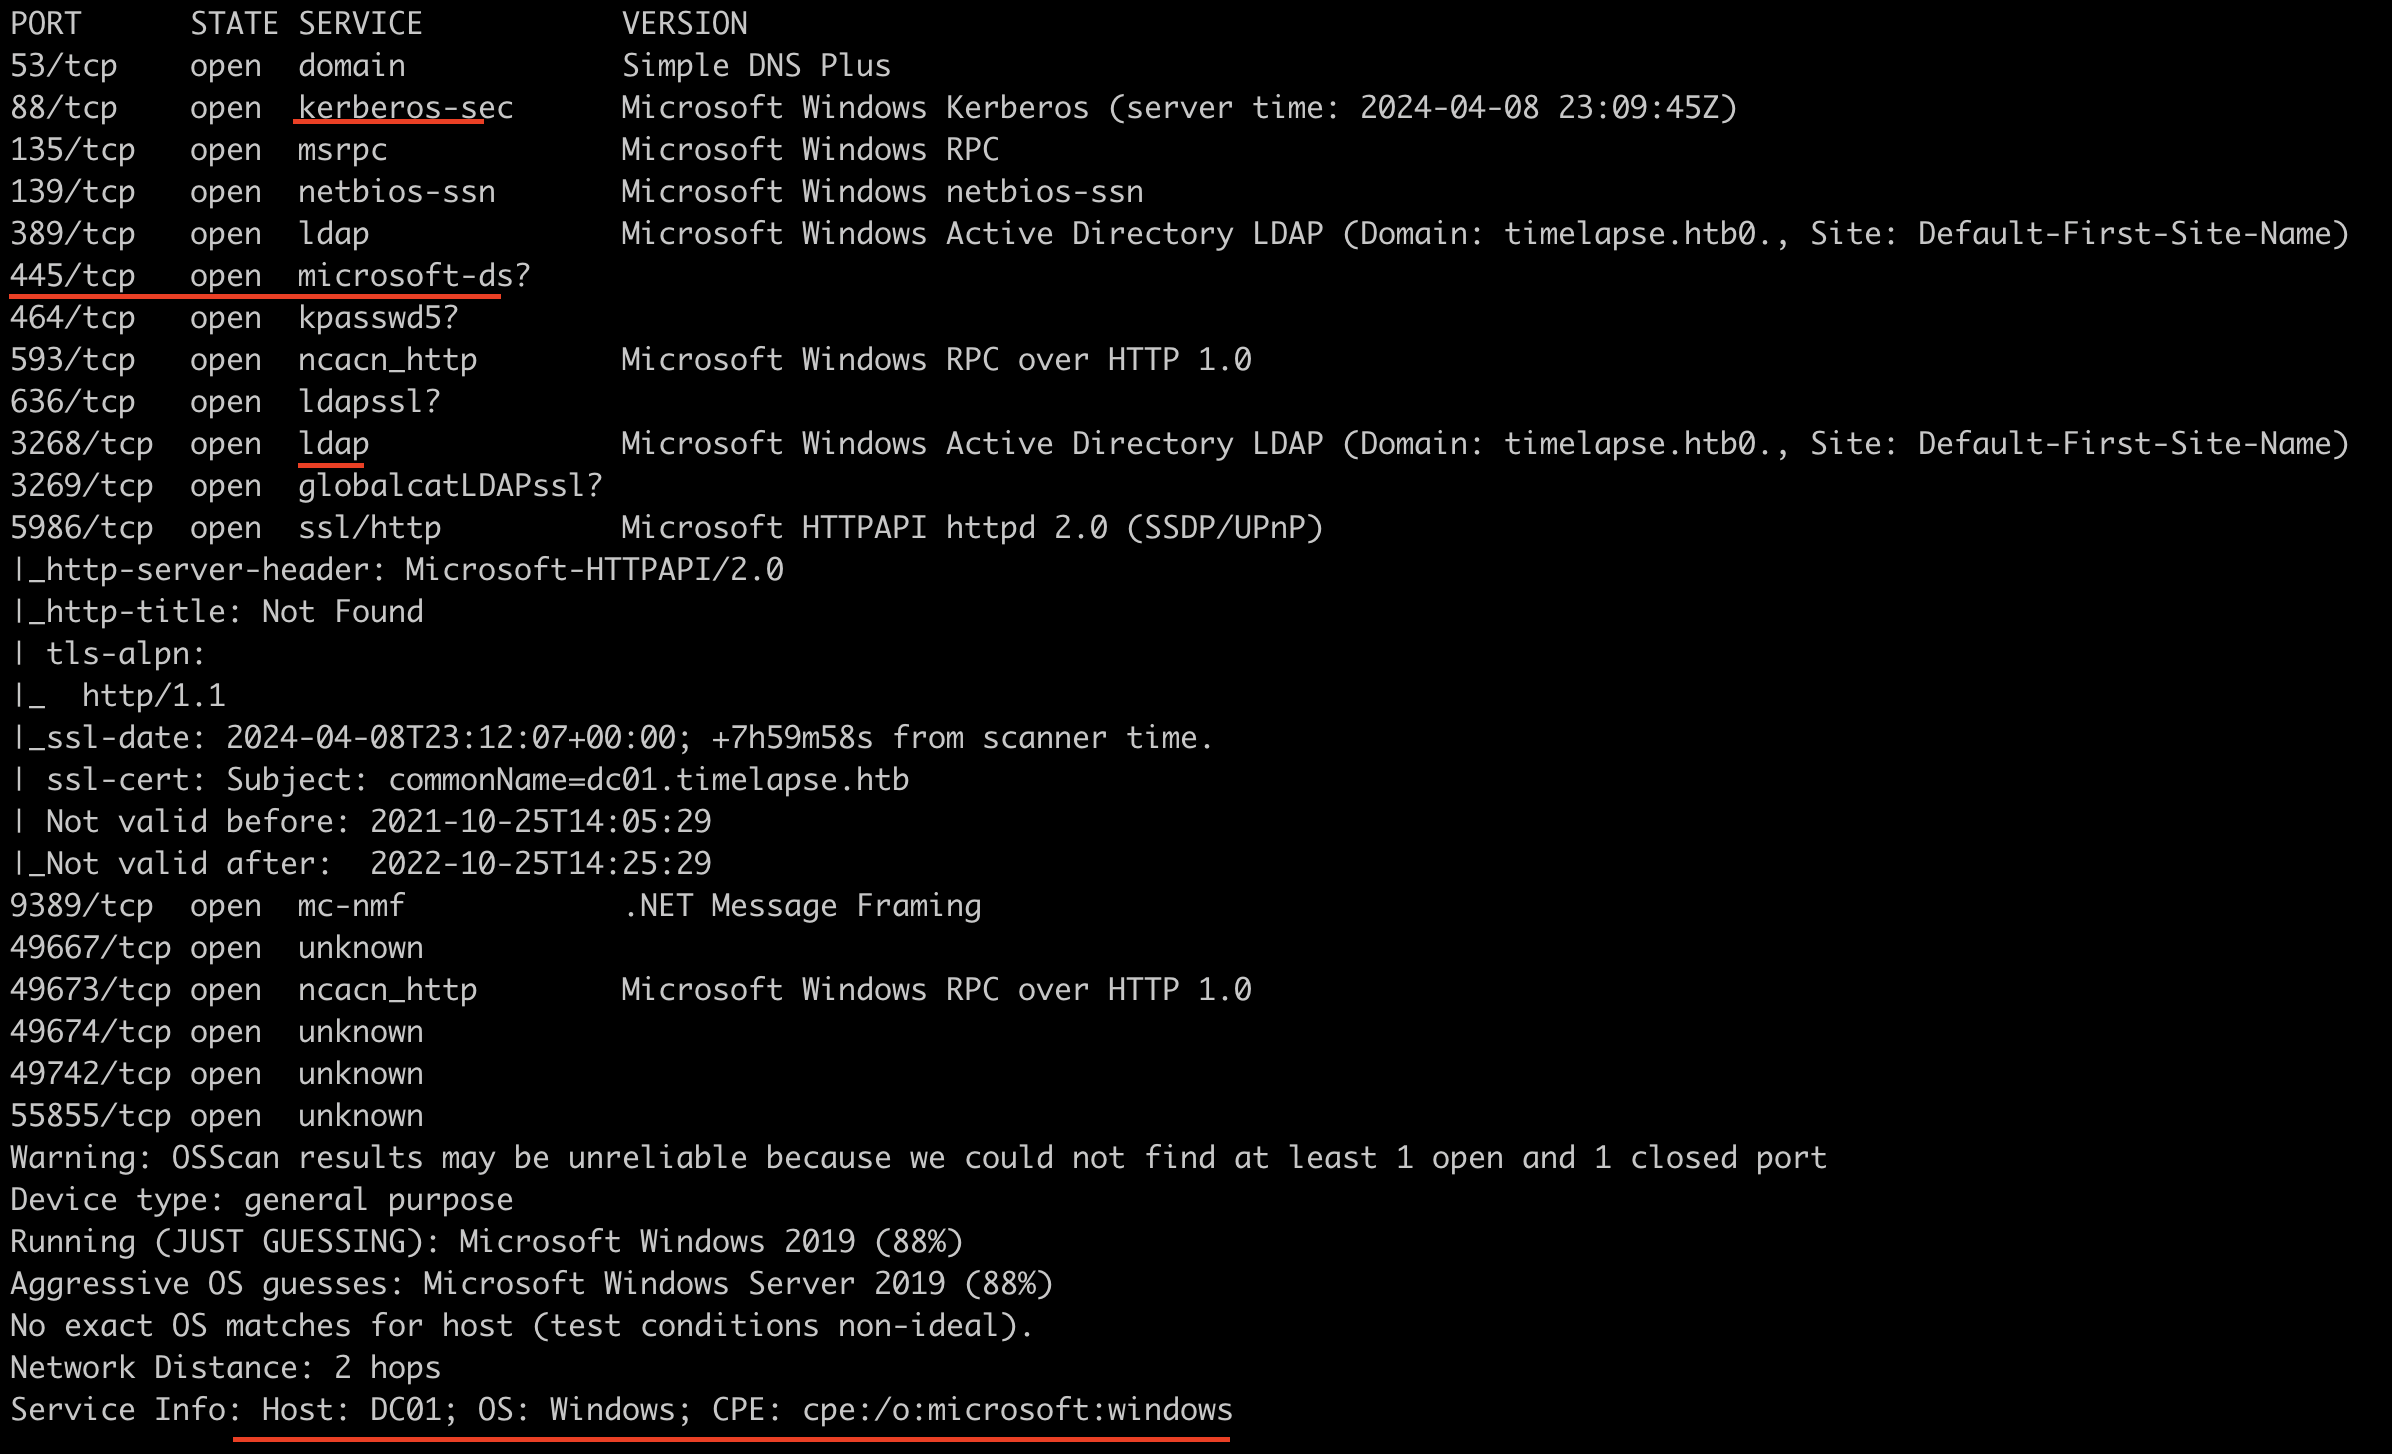 PORT      STATE SERVICE           VERSION
53/tcp    open  domain            Simple DNS Plus
88/tcp    open  kerberos-sec      Microsoft Windows Kerberos (server time: 2024-04-08 23:09:45Z)
135/tcp   open  msrpc             Microsoft Windows RPC
139/tcp   open  netbios-ssn       Microsoft Windows netbios-ssn
389/tcp   open  ldap              Microsoft Windows Active Directory LDAP (Domain: timelapse.htb0., Site: Default-First-Site-Name)
445/tcp   open  microsoft-ds?
464/tcp   open  kpasswd5?
593/tcp   open  ncacn_http        Microsoft Windows RPC over HTTP 1.0
636/tcp   open  ldapssl?
3268/tcp  open  ldap              Microsoft Windows Active Directory LDAP (Domain: timelapse.htb0., Site: Default-First-Site-Name)
3269/tcp  open  globalcatLDAPssl?
5986/tcp  open  ssl/http          Microsoft HTTPAPI httpd 2.0 (SSDP/UPnP)
|_http-server-header: Microsoft-HTTPAPI/2.0
|_http-title: Not Found
| tls-alpn:
|_  http/1.1
|_ssl-date: 2024-04-08T23:12:07+00:00; +7h59m58s from scanner time.
| ssl-cert: Subject: commonName=dc01.timelapse.htb
| Not valid before: 2021-10-25T14:05:29
|_Not valid after:  2022-10-25T14:25:29
9389/tcp  open  mc-nmf            .NET Message Framing
49667/tcp open  unknown
49673/tcp open  ncacn_http        Microsoft Windows RPC over HTTP 1.0
49674/tcp open  unknown
49742/tcp open  unknown
55855/tcp open  unknown
Warning: OSScan results may be unreliable because we could not find at least 1 open and 1 closed port
Device type: general purpose
Running (JUST GUESSING): Microsoft Windows 2019 (88%)
Aggressive OS guesses: Microsoft Windows Server 2019 (88%)
No exact OS matches for host (test conditions non-ideal).
Network Distance: 2 hops
Service Info: Host: DC01; OS: Windows; CPE: cpe:/o:microsoft:windows